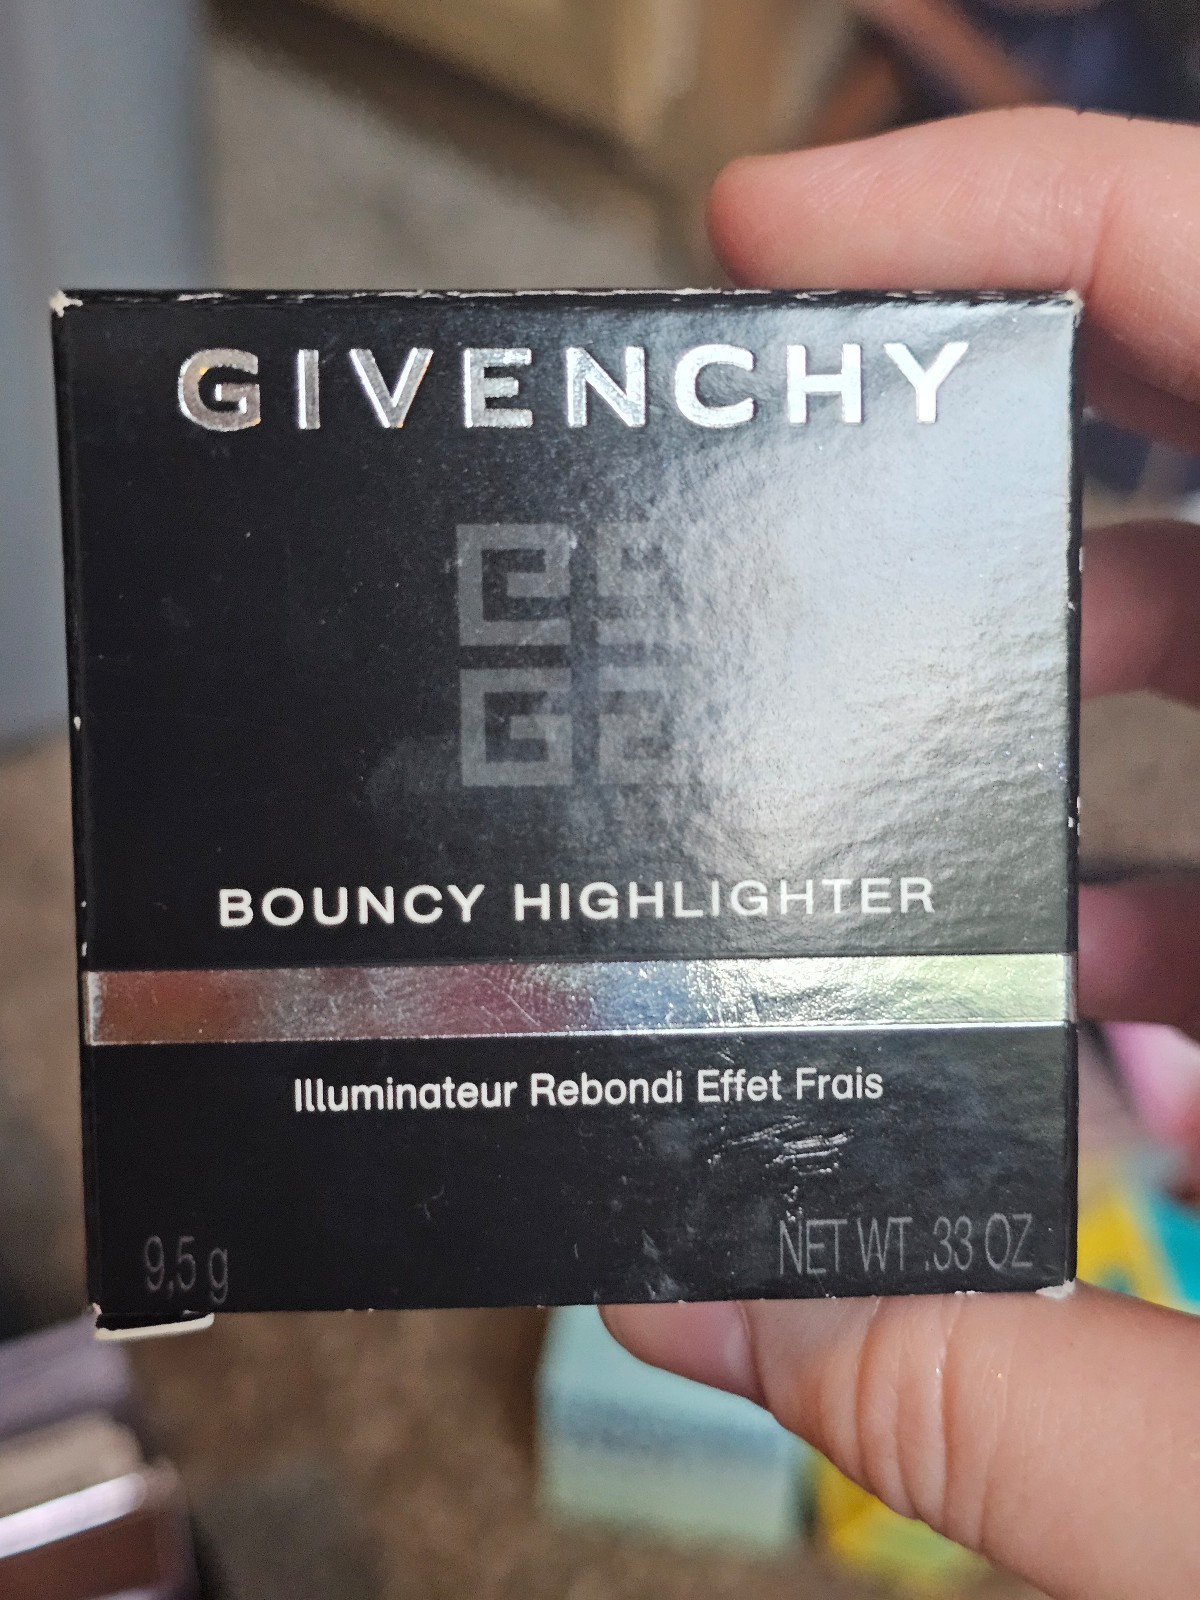 GIVENCHY
BOUNCY HIGHLIGHTER
Illuminateur Rebondi Effet Frais
9,5 g NET WT .33 OZ